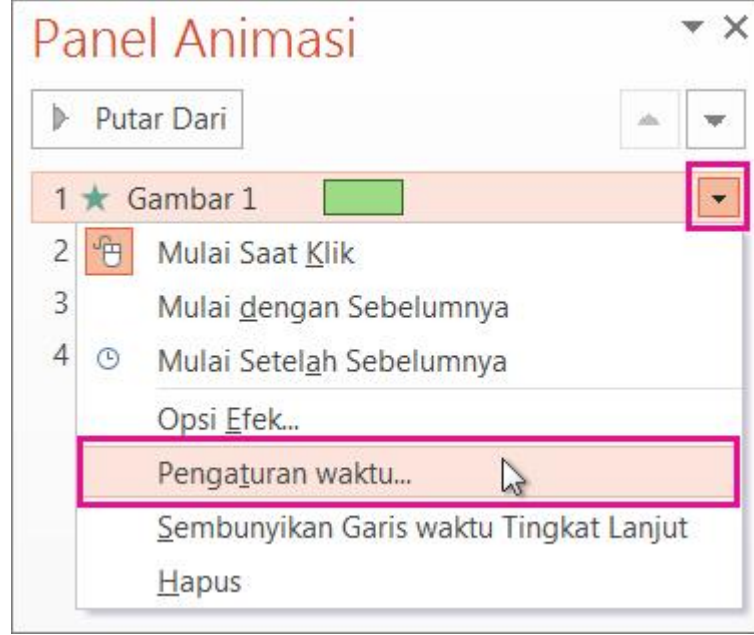 Panel Animasi
Putar Dari
1 Gambar 1
2 Mulai Saat Klik
3 Mulai dengan Sebelumnya
4 Mulai Setelah Sebelumnya
Opsi Efek...
Pengaturan waktu...
Sembunyikan Garis waktu Tingkat Lanjut
Hapus